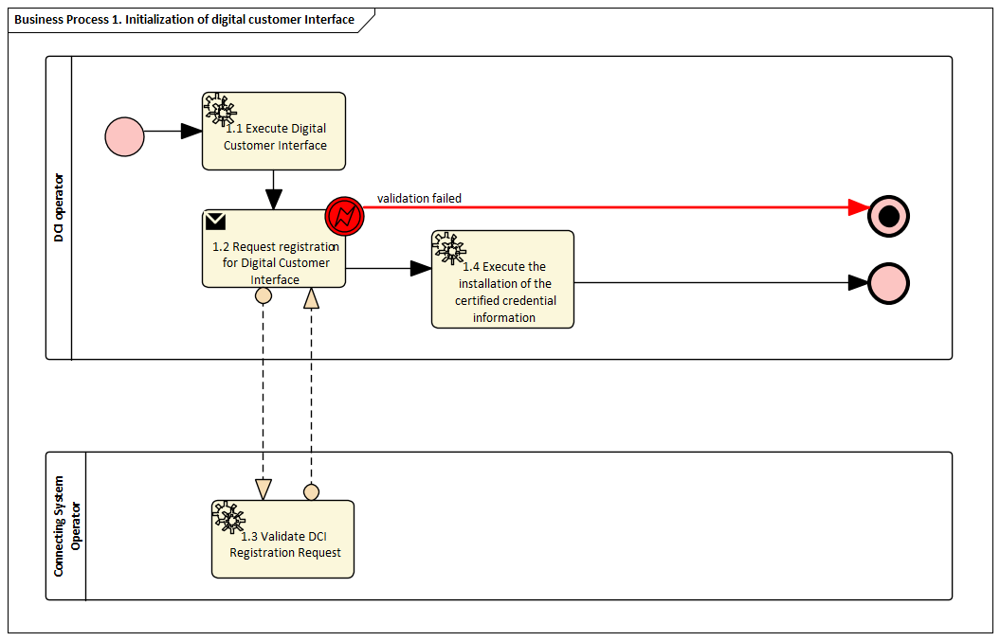 Business Process 1. Initialization of digital customer Interface
DCI operator
1.1 Execute Digital
Customer Interface
validation failed
1.2 Request registration
for Digital Customer
Interface
1.4 Execute the
installation of the
certified credential
information
Connecting System
Operator
1.3 Validate DCI
Registration Request